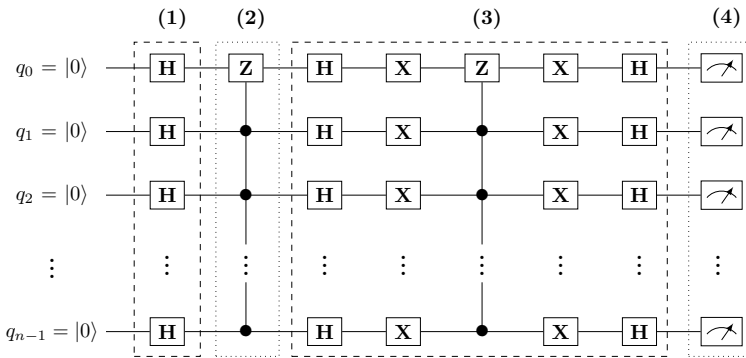 (1) (2) (3) (4)
q₀ = |0⟩ H Z H X Z X H
q₁ = |0⟩ H H X X H
q₂ = |0⟩ H H X X H
⋮ ⋮ ⋮ ⋮ ⋮ ⋮ ⋮
qₙ₋₁ = |0⟩ H H X X H